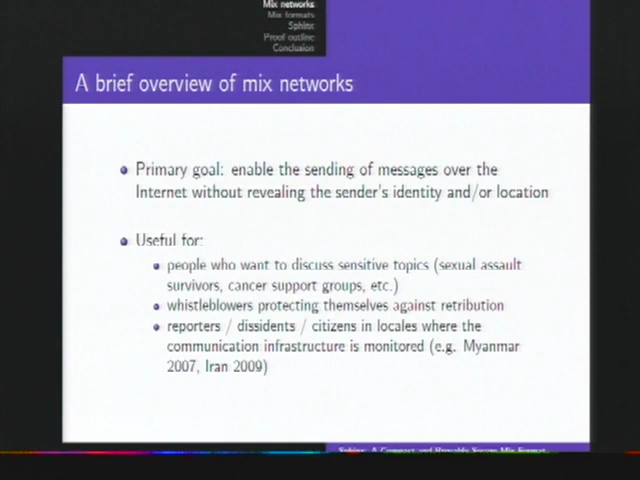 Mix networks
Mix formats
Sphinx
Proof outline
Conclusion
A brief overview of mix networks
Primary goal: enable the sending of messages over the
Internet without revealing the sender's identity and/or location
Useful for:
people who want to discuss sensitive topics (sexual assault
survivors, cancer support groups, etc.)
whistleblowers protecting themselves against retribution
reporters / dissidents / citizens in locales where the
communication infrastructure is monitored (e.g. Myanmar
2007, Iran 2009)
Sphinx: A Compact and Provably Secure Mix Format